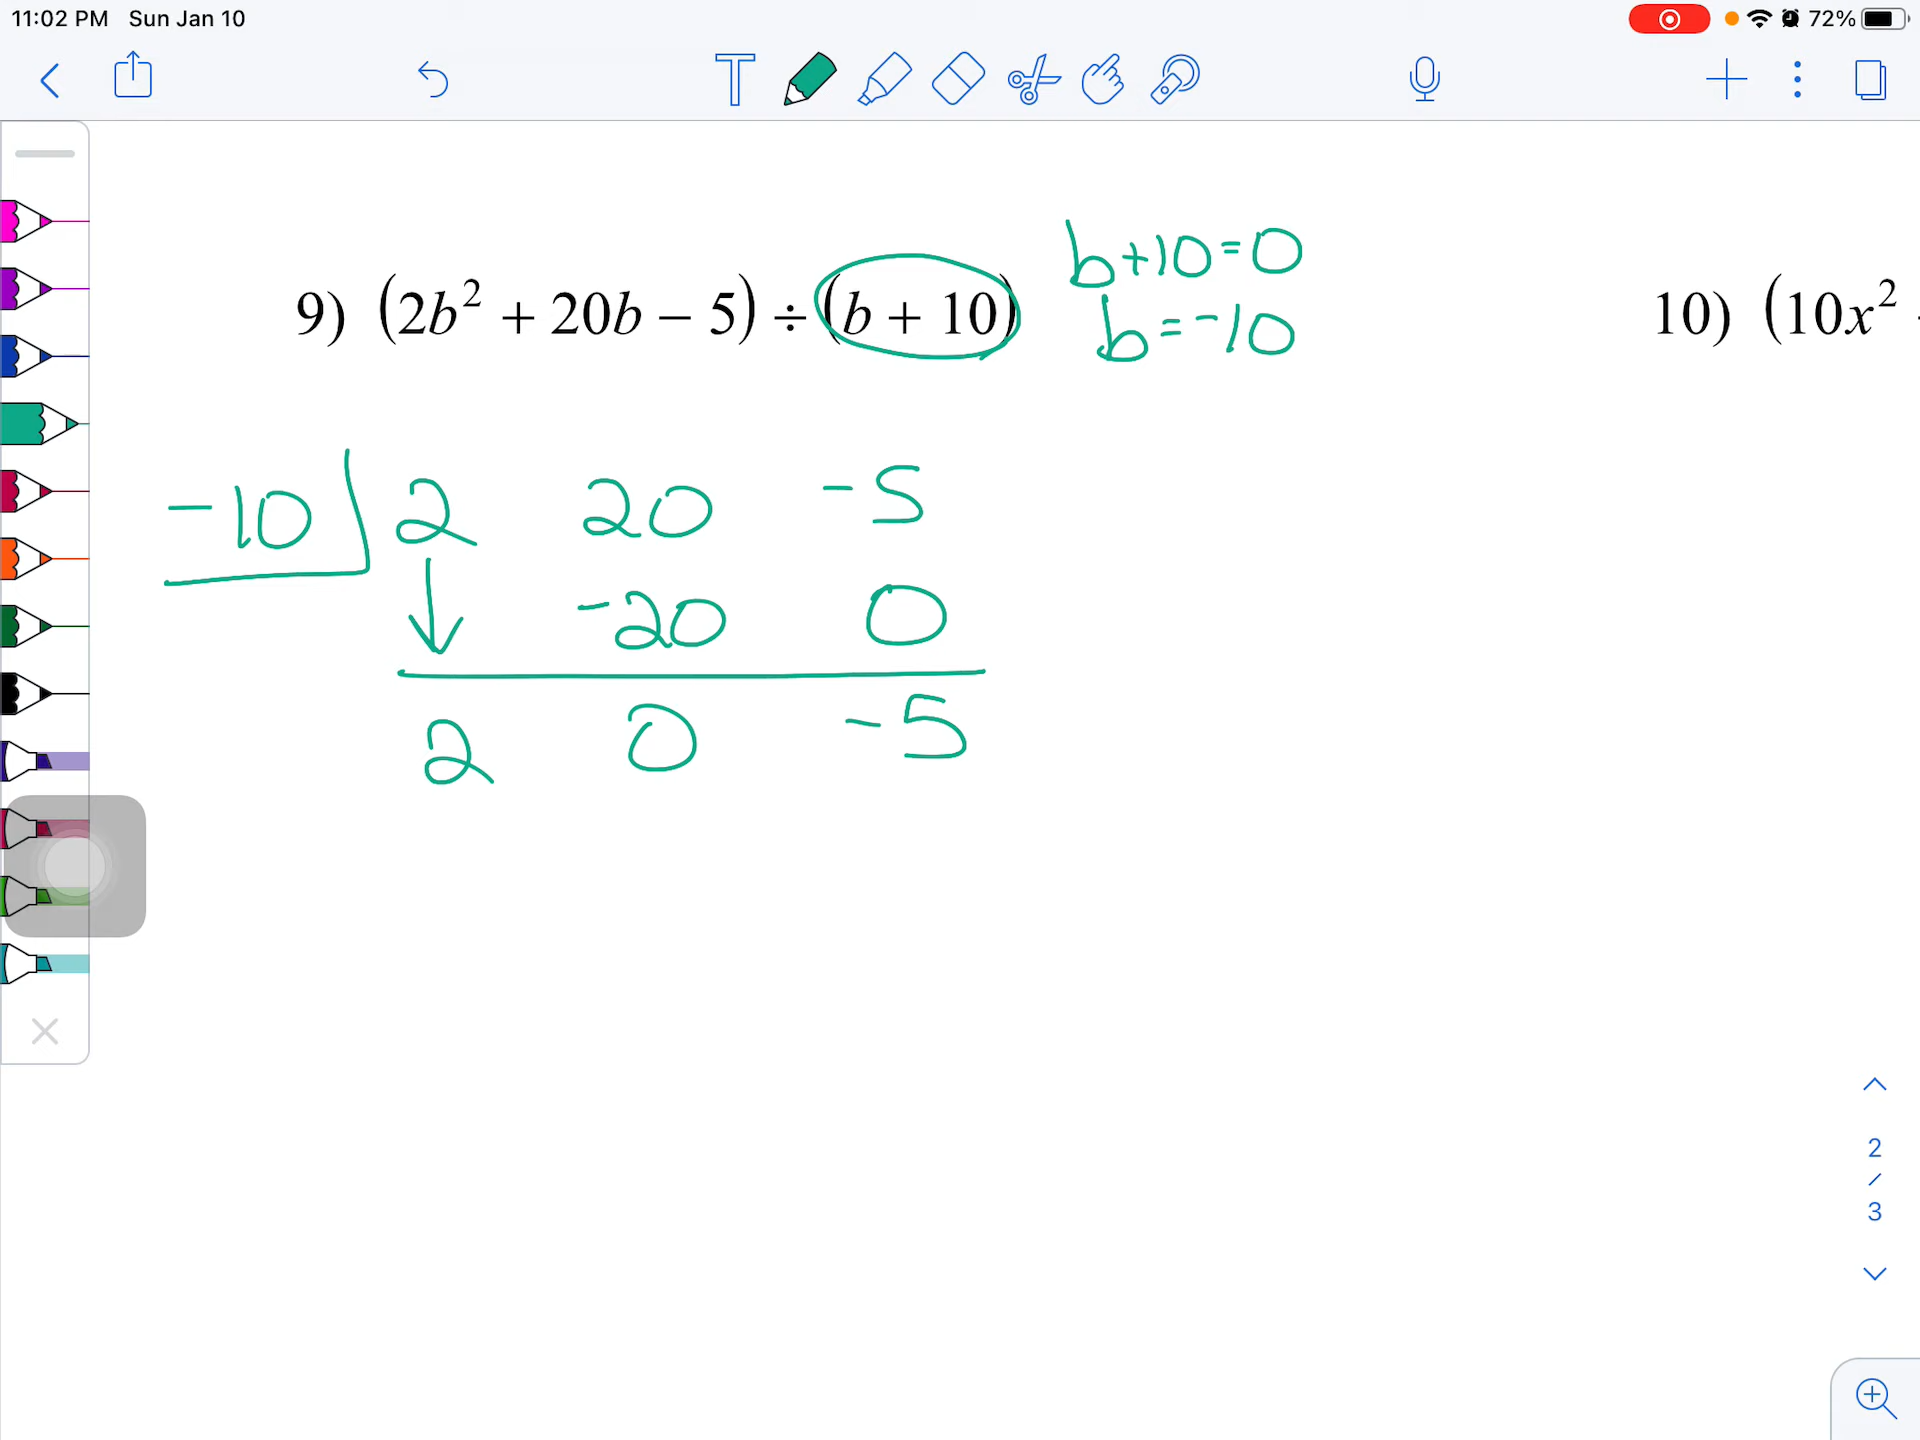 11:02 PM Sun Jan 10 72%
9) (2b² + 20b − 5) ÷ (b + 10)
b+10=0
b=-10
10) (10x²
-10 2 20 -5
-20 0
2 0 -5
2
/
3